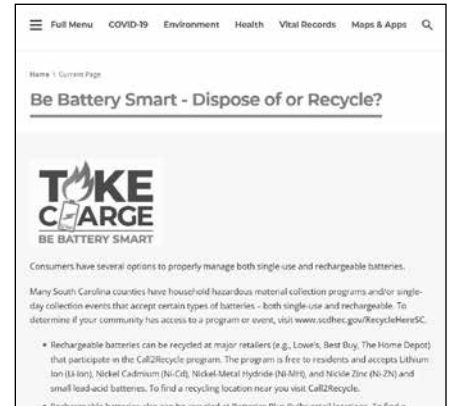 Full Menu COVID-19 Environment Health Vital Records Maps & Apps
Home \ Current Page
Be Battery Smart - Dispose of or Recycle?
TAKE
CHARGE
BE BATTERY SMART
Consumers have several options to properly manage both single-use and rechargeable batteries.
Many South Carolina counties have household hazardous material collection programs and/or single-
day collection events that accept certain types of batteries – both single-use and rechargeable. To
determine if your community has access to a program or event, visit www.scdhec.gov/RecycleHereSC.
• Rechargeable batteries can be recycled at major retailers (e.g., Lowe's, Best Buy, The Home Depot)
that participate in the Call2Recycle program. The program is free to residents and accepts Lithium
Ion (Li-Ion), Nickel Cadmium (Ni-Cd), Nickel-Metal Hydride (Ni-MH), and Nickle Zinc (Ni-ZN) and
small lead-acid batteries. To find a recycling location near you visit Call2Recycle.